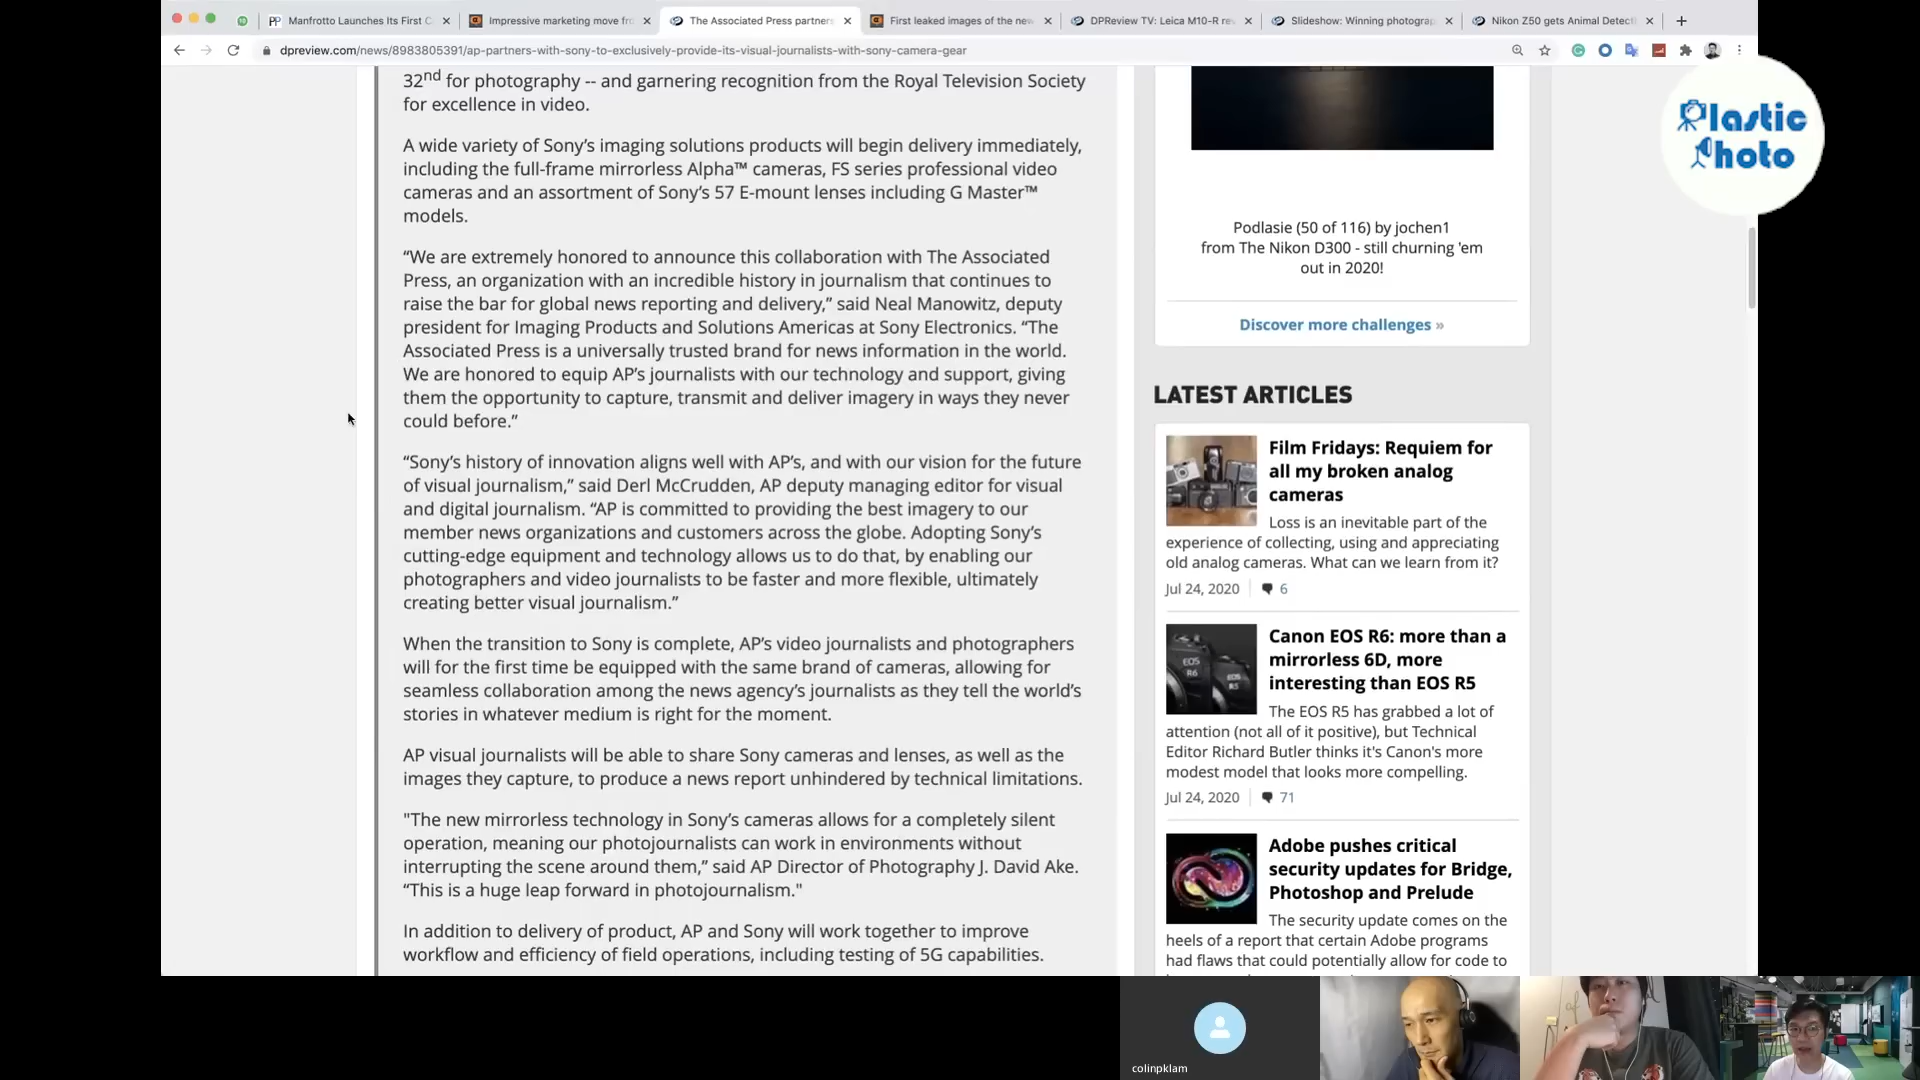 Manfrotto Launches Its First C
Impressive marketing move fro
The Associated Press partners
First leaked images of the new
DPReview TV: Leica M10-R re
Slideshow: Winning photograp
Nikon Z50 gets Animal Detecti
dpreview.com/news/8983805391/ap-partners-with-sony-to-exclusively-provide-its-visual-journalists-with-sony-camera-gear
Plastic
Photo
32nd for photography -- and garnering recognition from the Royal Television Society
for excellence in video.
A wide variety of Sony’s imaging solutions products will begin delivery immediately,
including the full-frame mirrorless Alpha™ cameras, FS series professional video
cameras and an assortment of Sony’s 57 E-mount lenses including G Master™
models.
“We are extremely honored to announce this collaboration with The Associated
Press, an organization with an incredible history in journalism that continues to
raise the bar for global news reporting and delivery,” said Neal Manowitz, deputy
president for Imaging Products and Solutions Americas at Sony Electronics. “The
Associated Press is a universally trusted brand for news information in the world.
We are honored to equip AP’s journalists with our technology and support, giving
them the opportunity to capture, transmit and deliver imagery in ways they never
could before.”
“Sony’s history of innovation aligns well with AP’s, and with our vision for the future
of visual journalism,” said Derl McCrudden, AP deputy managing editor for visual
and digital journalism. “AP is committed to providing the best imagery to our
member news organizations and customers across the globe. Adopting Sony’s
cutting-edge equipment and technology allows us to do that, by enabling our
photographers and video journalists to be faster and more flexible, ultimately
creating better visual journalism.”
When the transition to Sony is complete, AP’s video journalists and photographers
will for the first time be equipped with the same brand of cameras, allowing for
seamless collaboration among the news agency’s journalists as they tell the world’s
stories in whatever medium is right for the moment.
AP visual journalists will be able to share Sony cameras and lenses, as well as the
images they capture, to produce a news report unhindered by technical limitations.
"The new mirrorless technology in Sony’s cameras allows for a completely silent
operation, meaning our photojournalists can work in environments without
interrupting the scene around them,” said AP Director of Photography J. David Ake.
“This is a huge leap forward in photojournalism."
In addition to delivery of product, AP and Sony will work together to improve
workflow and efficiency of field operations, including testing of 5G capabilities.
Podlasie (50 of 116) by jochen1
from The Nikon D300 - still churning 'em
out in 2020!
Discover more challenges »
LATEST ARTICLES
Film Fridays: Requiem for
all my broken analog
cameras
Loss is an inevitable part of the
experience of collecting, using and appreciating
old analog cameras. What can we learn from it?
Jul 24, 2020 6
EOS
R6
EOS
R5
Canon EOS R6: more than a
mirrorless 6D, more
interesting than EOS R5
The EOS R5 has grabbed a lot of
attention (not all of it positive), but Technical
Editor Richard Butler thinks it's Canon's more
modest model that looks more compelling.
Jul 24, 2020 71
Adobe pushes critical
security updates for Bridge,
Photoshop and Prelude
The security update comes on the
heels of a report that certain Adobe programs
had flaws that could potentially allow for code to
colinpklam